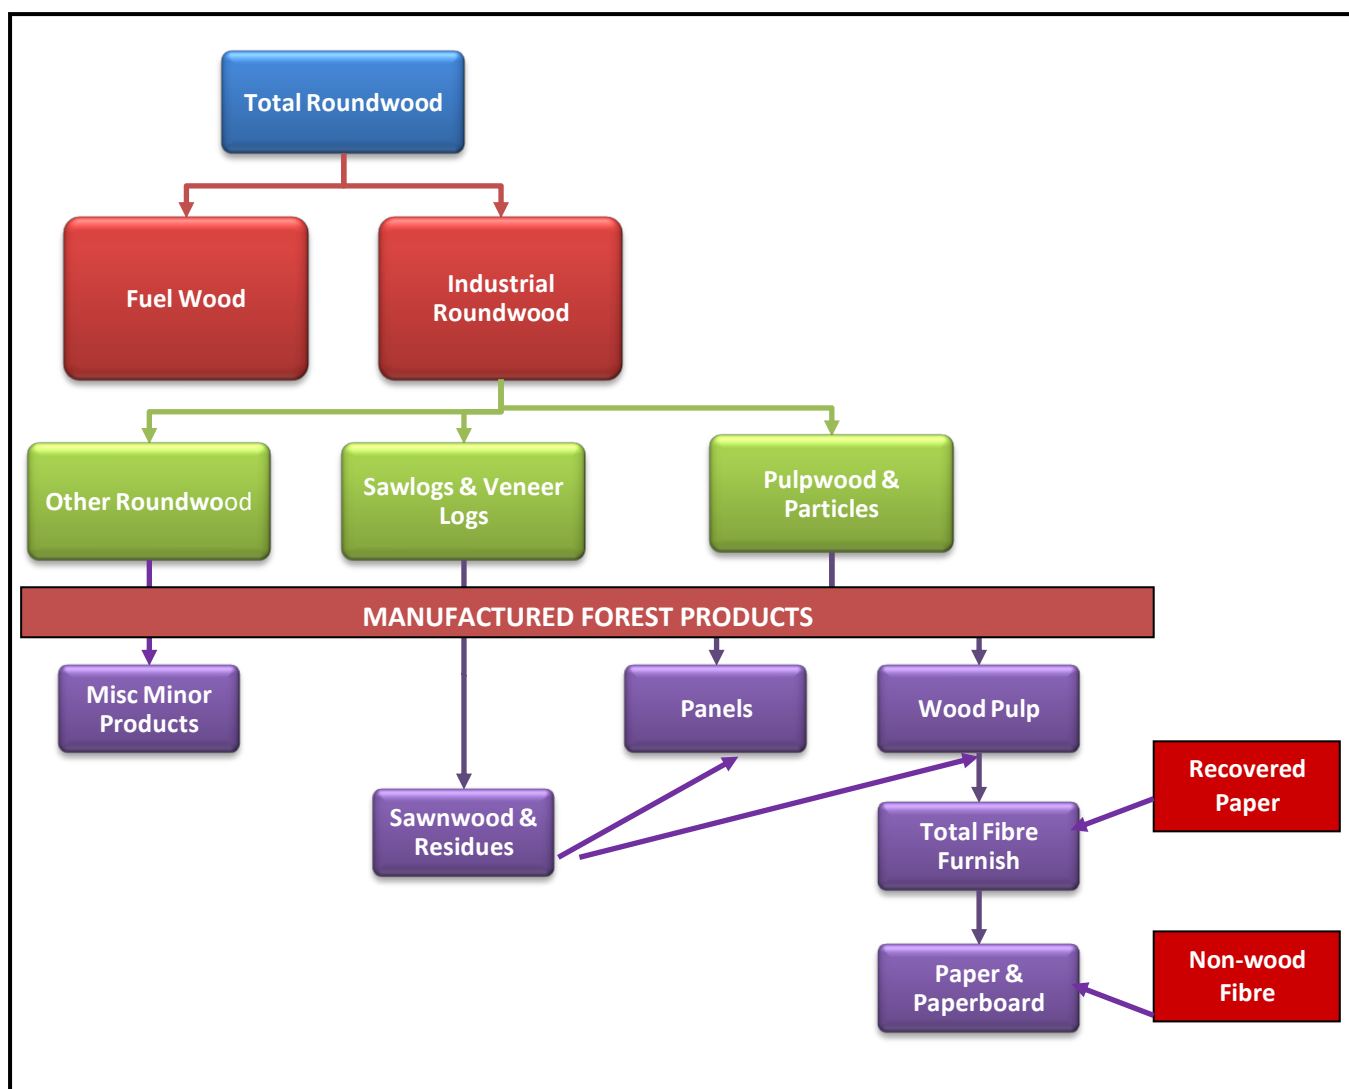 Total Roundwood
Fuel Wood
Industrial
Roundwood
Other Roundwood
Sawlogs & Veneer
Logs
Pulpwood &
Particles
MANUFACTURED FOREST PRODUCTS
Misc Minor
Products
Panels
Wood Pulp
Sawnwood &
Residues
Recovered
Paper
Total Fibre
Furnish
Paper &
Paperboard
Non-wood
Fibre